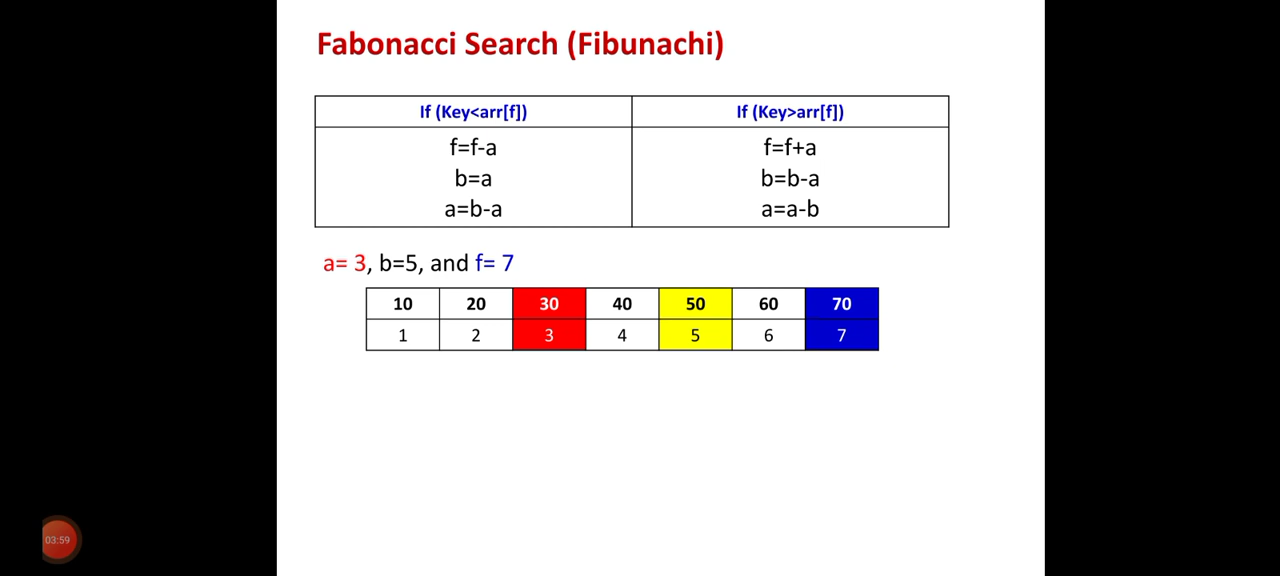 Fabonacci Search (Fibunachi)
If (Key<arr[f]) If (Key>arr[f])
f=f-a f=f+a
b=a b=b-a
a=b-a a=a-b
a= 3, b=5, and f= 7
10 20 30 40 50 60 70
1 2 3 4 5 6 7
03:59